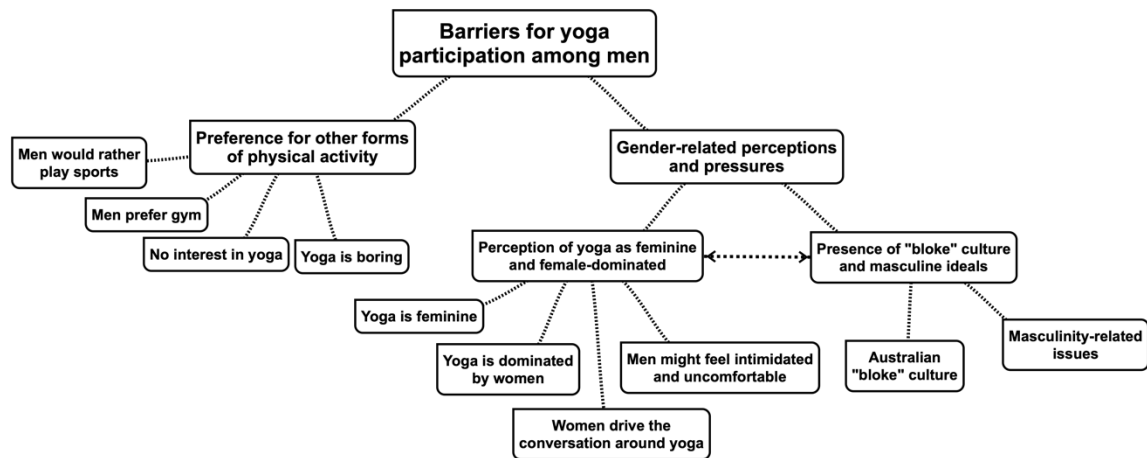 Barriers for yoga
participation among men
Preference for other forms
of physical activity
Men would rather
play sports
Men prefer gym
No interest in yoga
Yoga is boring
Gender-related perceptions
and pressures
Perception of yoga as feminine
and female-dominated
Presence of "bloke" culture
and masculine ideals
Yoga is feminine
Yoga is dominated
by women
Women drive the
conversation around yoga
Men might feel intimidated
and uncomfortable
Australian
"bloke" culture
Masculinity-related
issues